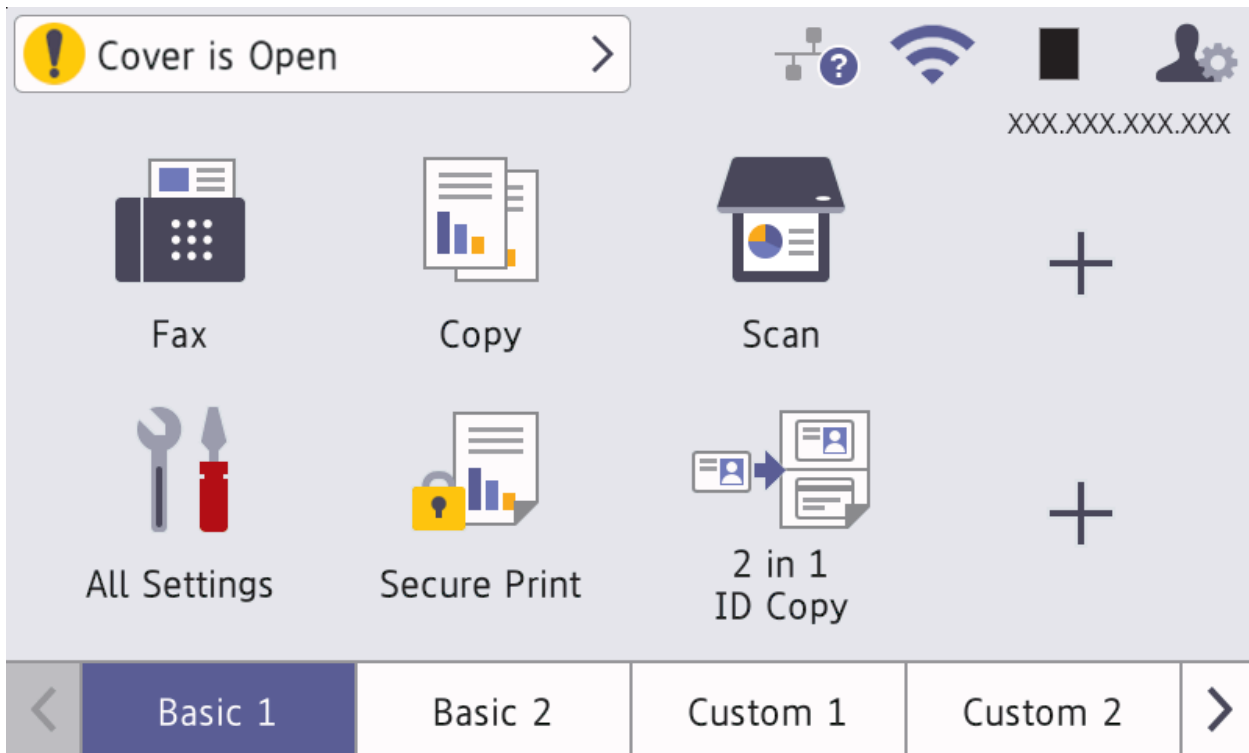 Cover is Open
XXX.XXX.XXX.XXX
Fax
Copy
Scan
All Settings
Secure Print
2 in 1
ID Copy
Basic 1
Basic 2
Custom 1
Custom 2